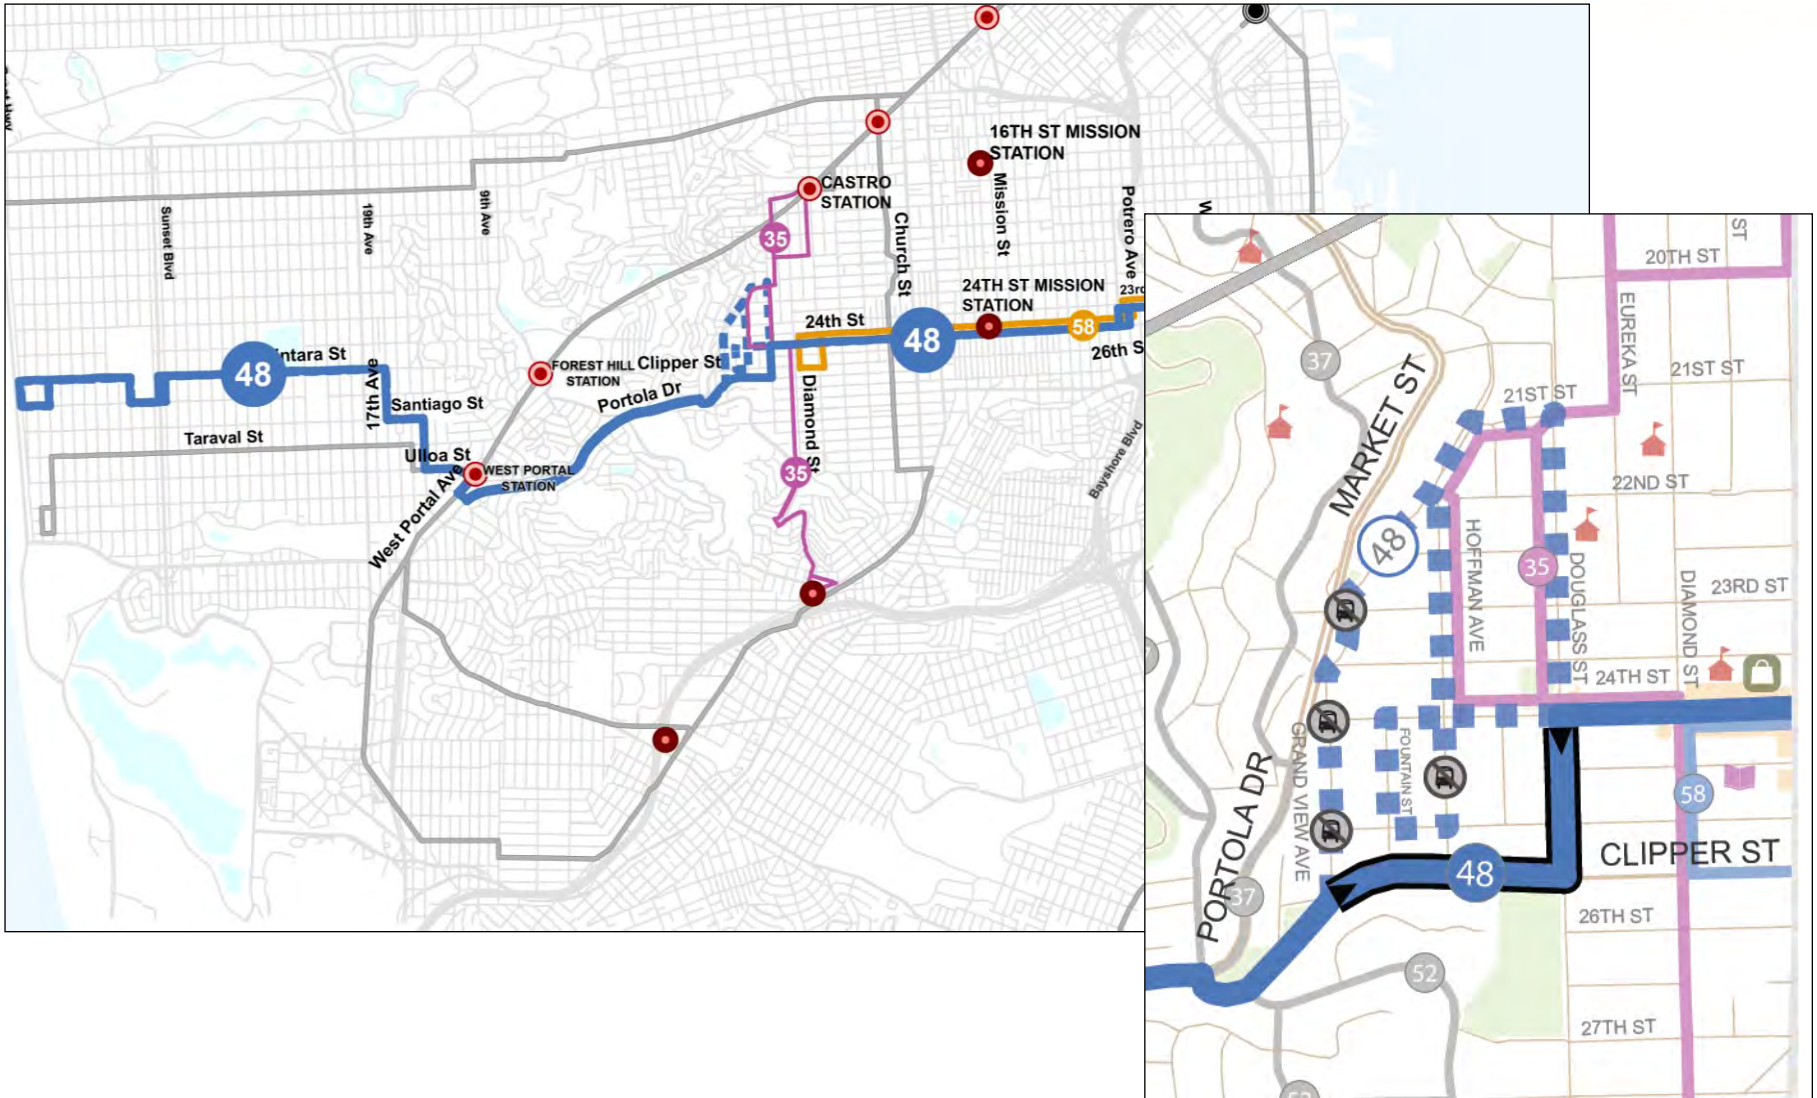 16TH ST MISSION
STATION
CASTRO
STATION
Mission St
Potrero Ave
Church St
Sunset Blvd
19th Ave
9th Ave
35
24TH ST MISSION
STATION
23rd
24th St
58
48
26th S
48
intara St
FOREST HILL
STATION
Clipper St
Portola Dr
17th Ave
Santiago St
Taraval St
Ulloa St
WEST PORTAL
STATION
West Portal Ave
Diamond St
35
Bayshore Blvd
W
ST
20TH ST
EUREKA ST
37
21ST ST
21ST ST
MARKET ST
22ND ST
48
HOFFMAN AVE
35
DOUGLASS ST
DIAMOND ST
23RD ST
24TH ST
GRAND VIEW AVE
FOUNTAIN ST
PORTOLA DR
58
CLIPPER ST
48
37
26TH ST
52
27TH ST